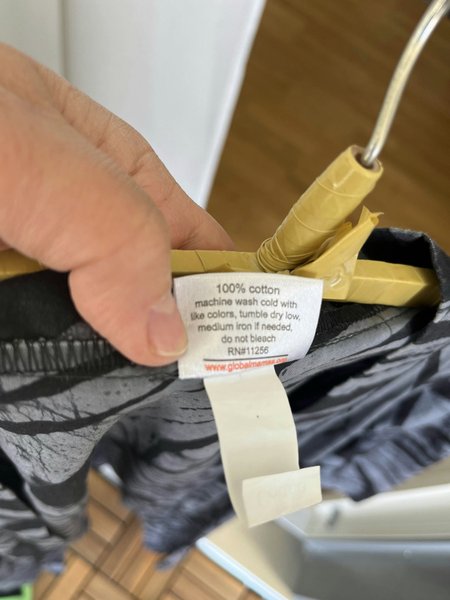 100% cotton
machine wash cold with
like colors, tumble dry low,
medium iron if needed,
do not bleach
RN#11256